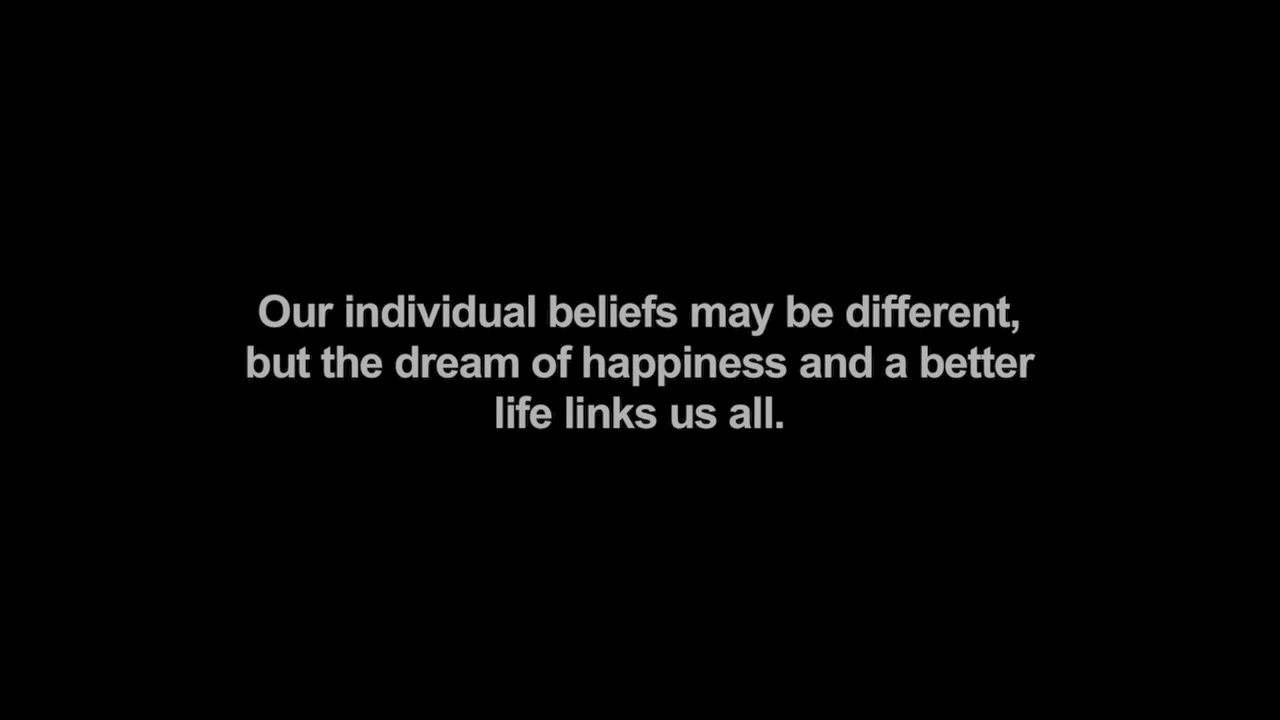 Our individual beliefs may be different,
but the dream of happiness and a better
life links us all.